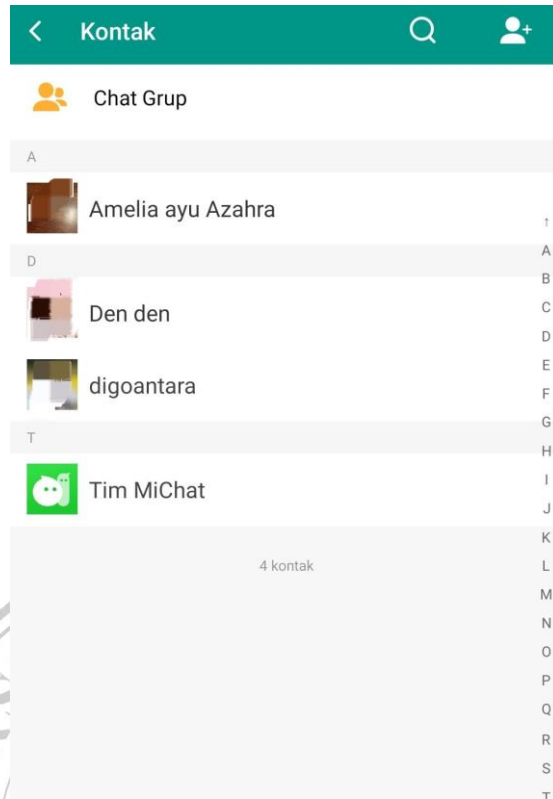 Kontak
Chat Grup
A
Amelia ayu Azahra
D
Den den
digoantara
T
Tim MiChat
4 kontak
↑
A
B
C
D
E
F
G
H
I
J
K
L
M
N
O
P
Q
R
S
T